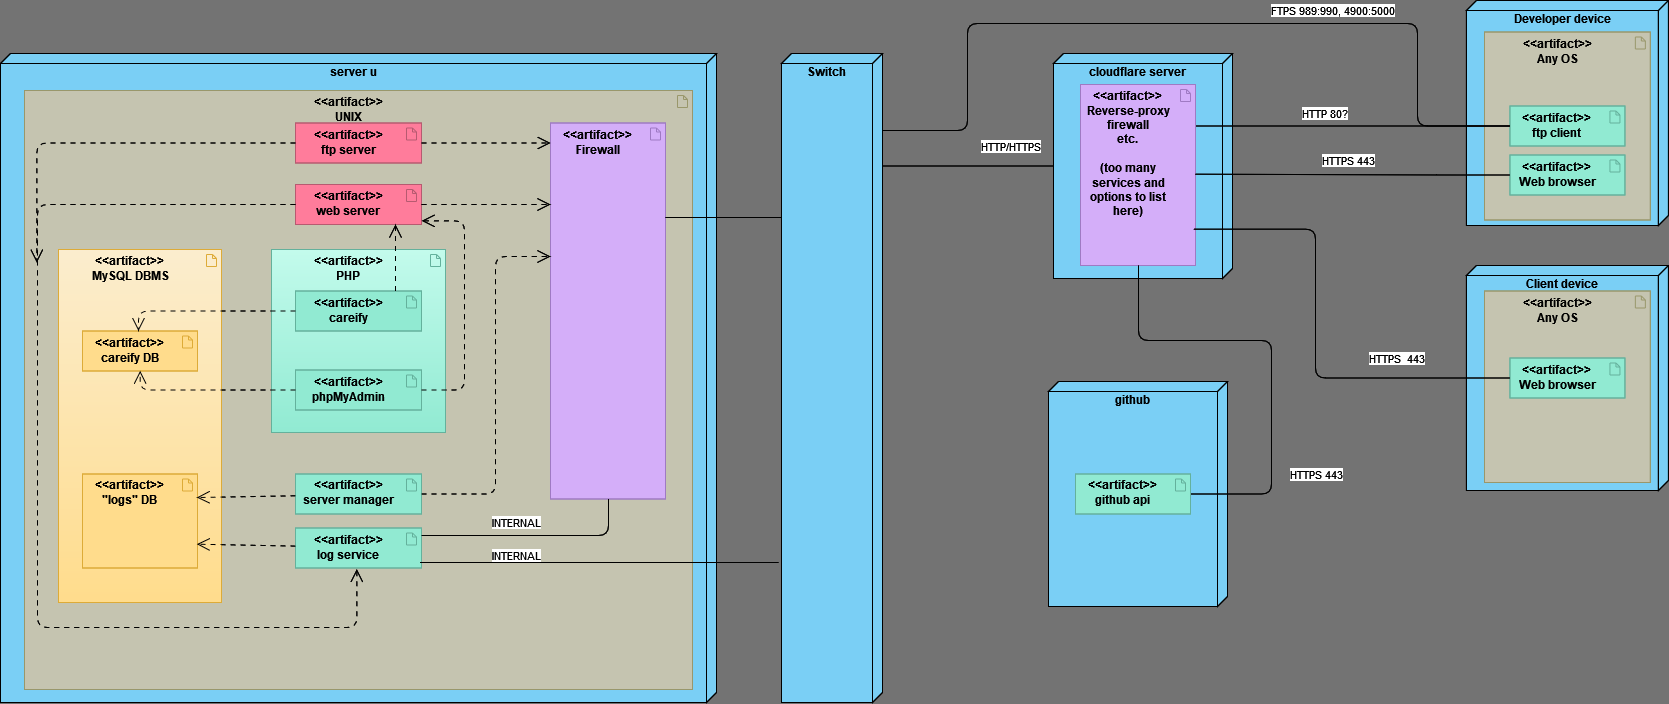 server u
<<artifact>>
UNIX
<<artifact>>
ftp server
<<artifact>>
web server
<<artifact>>
MySQL DBMS
<<artifact>>
careify DB
<<artifact>>
"logs" DB
<<artifact>>
PHP
<<artifact>>
careify
<<artifact>>
phpMyAdmin
<<artifact>>
server manager
<<artifact>>
log service
<<artifact>>
Firewall
INTERNAL
INTERNAL
Switch
HTTP/HTTPS
FTPS 989:990, 4900:5000
cloudflare server
<<artifact>>
Reverse-proxy
firewall
etc.
(too many
services and
options to list
here)
HTTP 80?
HTTPS 443
HTTPS  443
HTTPS 443
github
<<artifact>>
github api
Developer device
<<artifact>>
Any OS
<<artifact>>
ftp client
<<artifact>>
Web browser
Client device
<<artifact>>
Any OS
<<artifact>>
Web browser